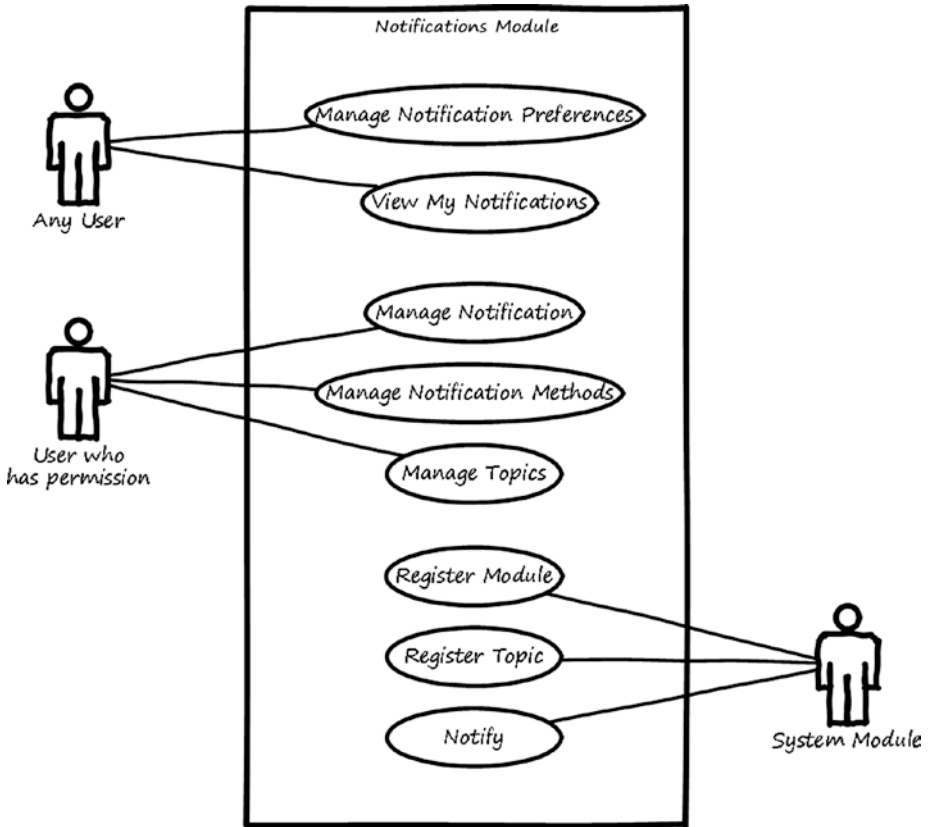 Notifications Module
Manage Notification Preferences
View My Notifications
Any User
Manage Notification
Manage Notification Methods
Manage Topics
User who
has permission
Register Module
Register Topic
Notify
System Module